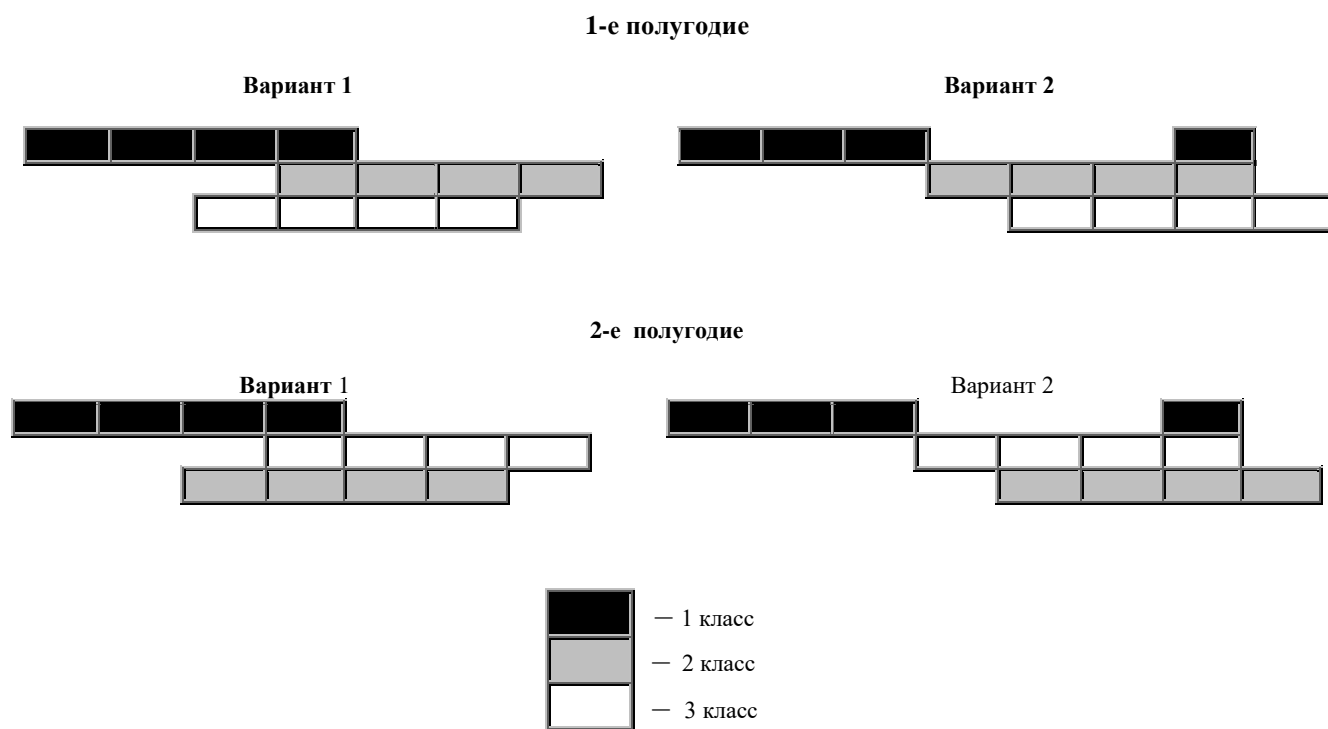 1-е полугодие
Вариант 1
Вариант 2
2-е полугодие
Вариант 1
Вариант 2
— 1 класс
— 2 класс
— 3 класс